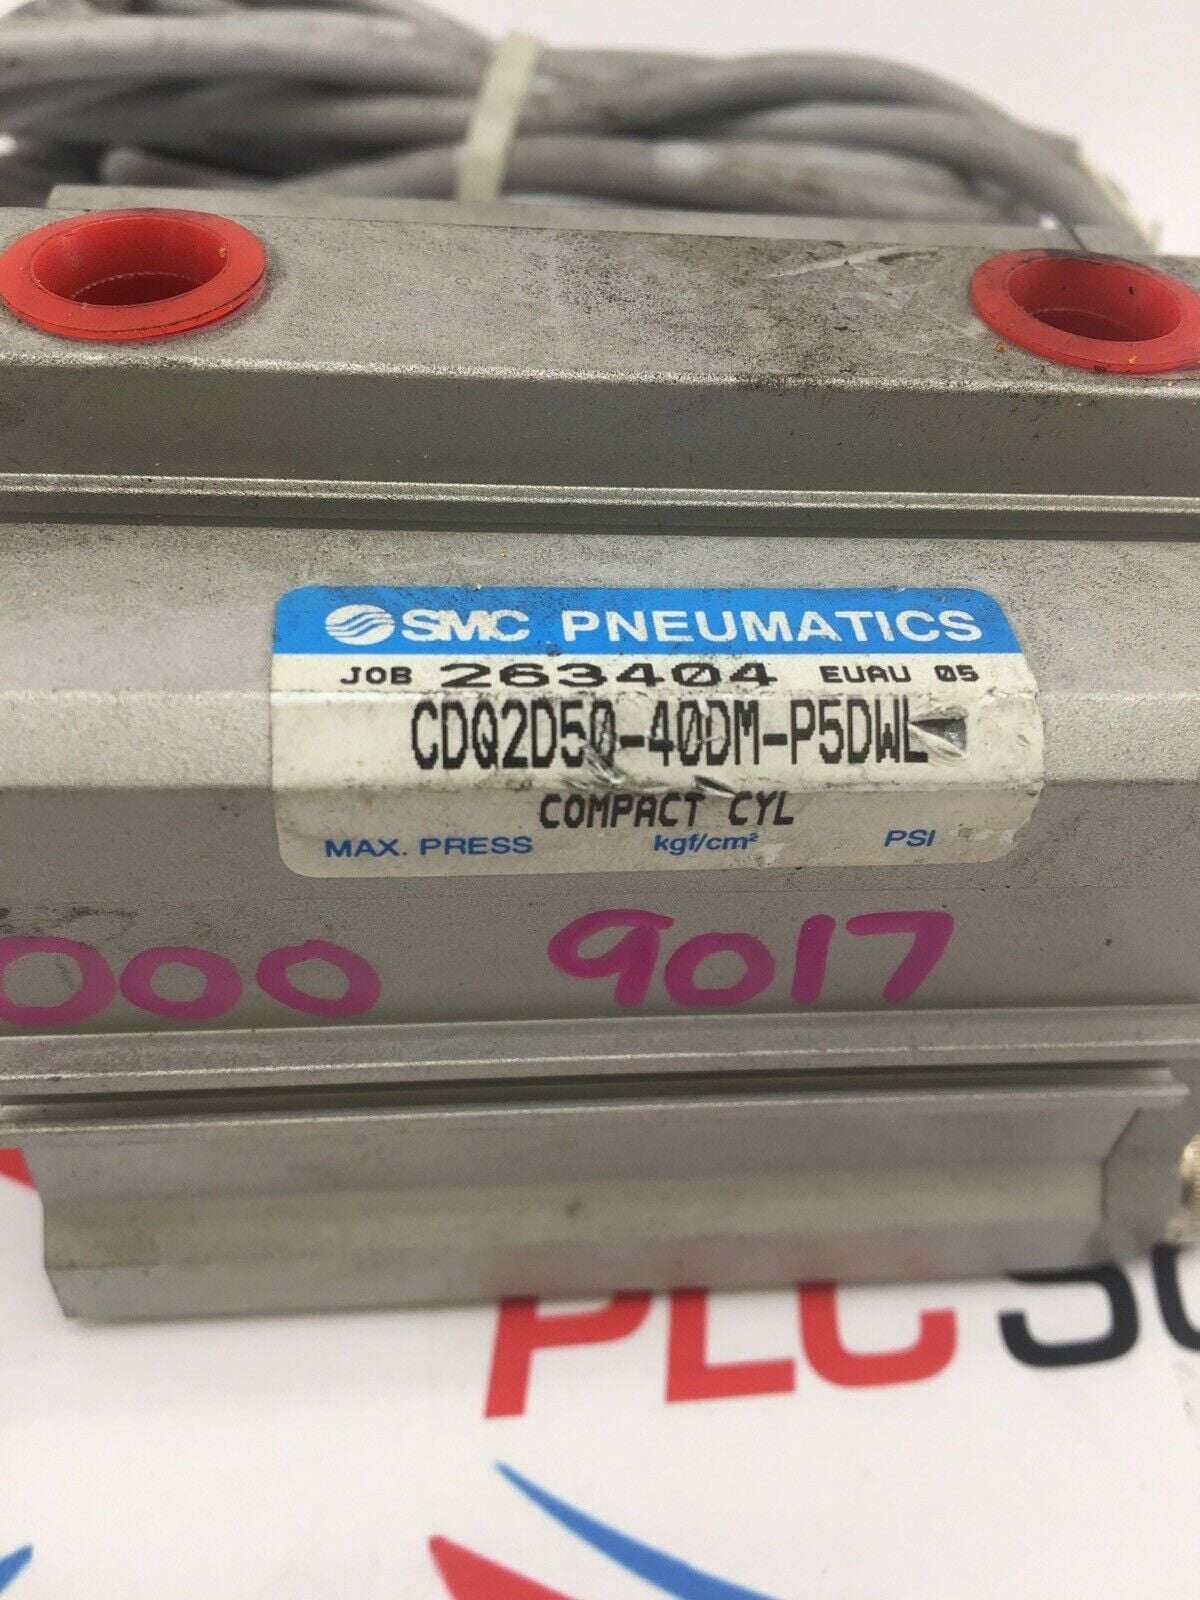 SMC PNEUMATICS
JOB 263404 EUAU 05
CDQ2D50-40DM-P5DWL
COMPACT CYL
MAX. PRESS kgf/cm² PSI
000 9017
PLC